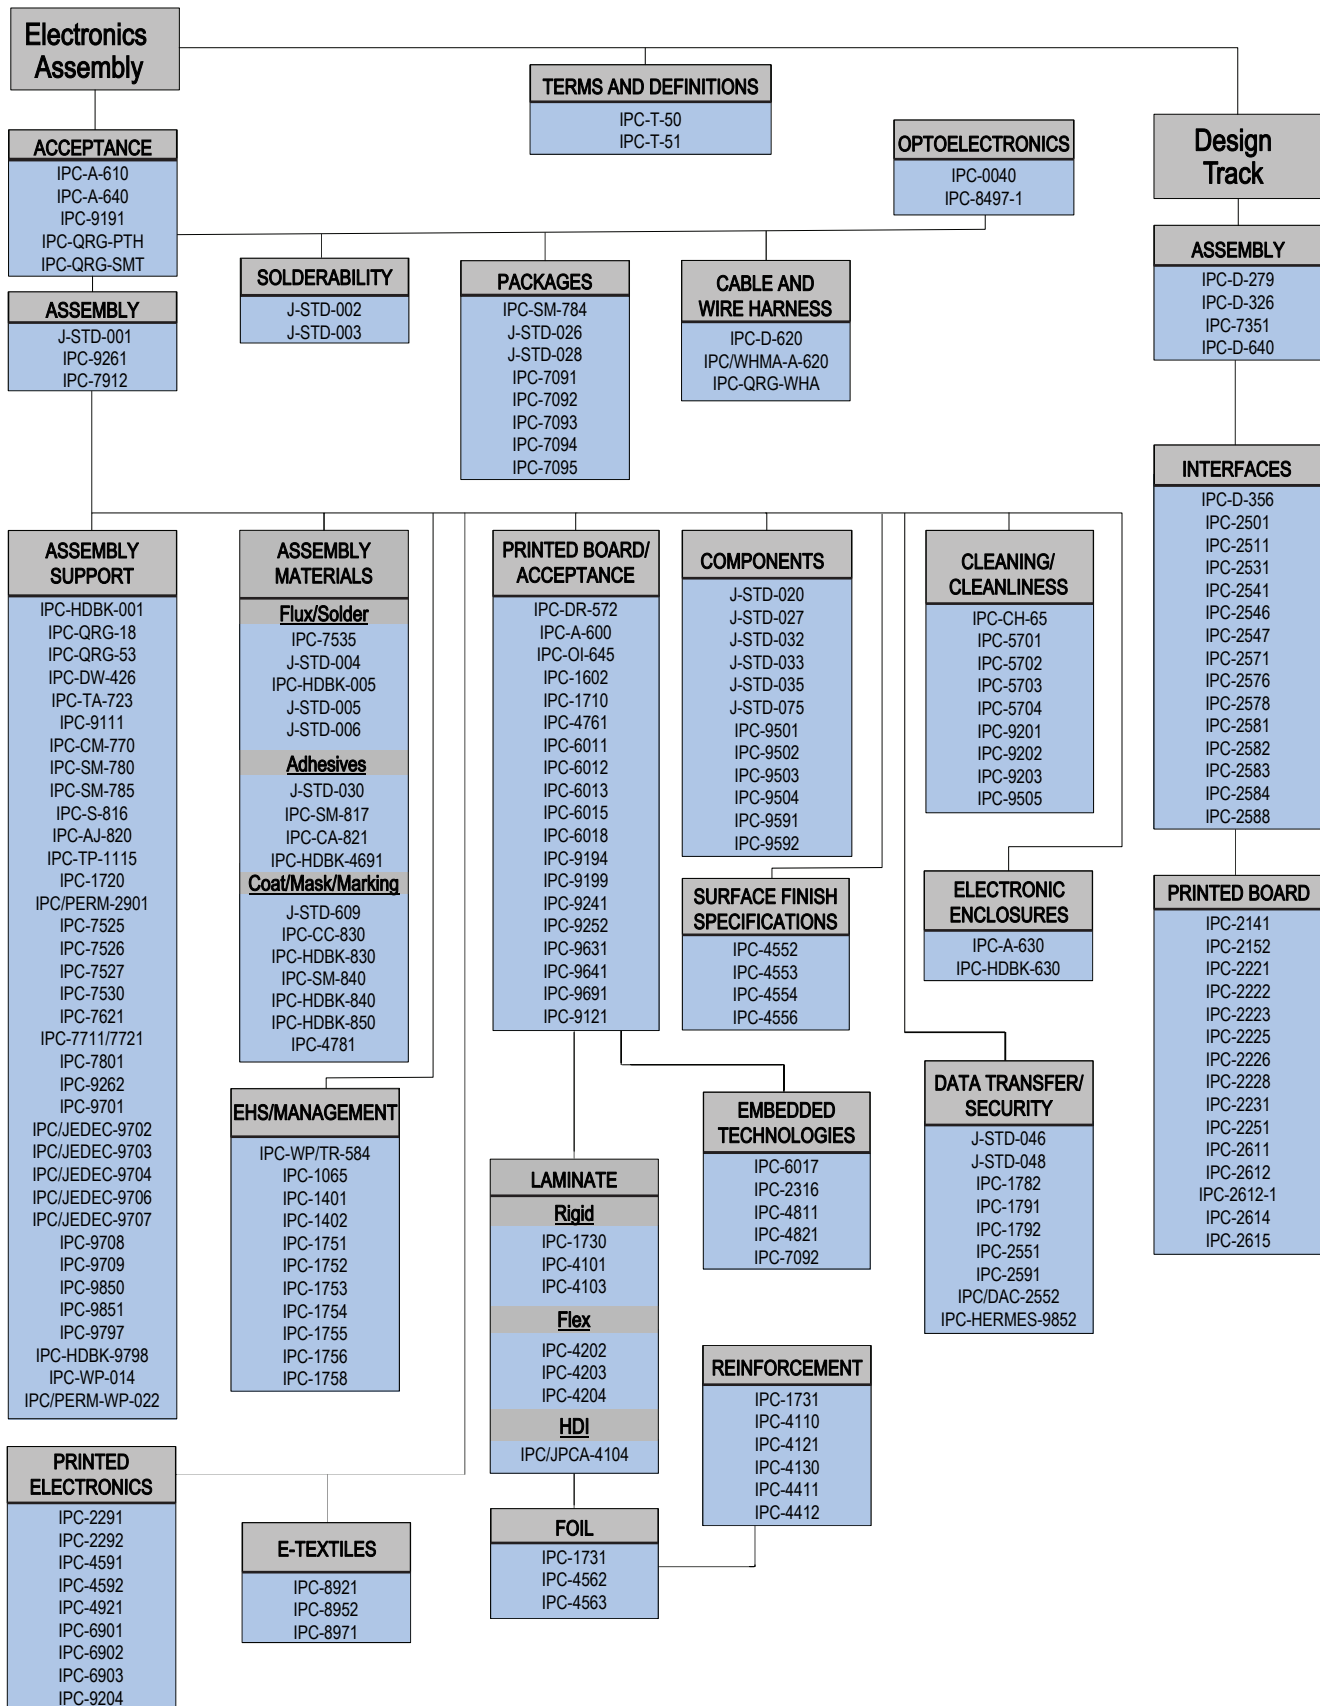 Electronics
Assembly
TERMS AND DEFINITIONS
IPC-T-50
IPC-T-51
ACCEPTANCE
IPC-A-610
IPC-A-640
IPC-9191
IPC-QRG-PTH
IPC-QRG-SMT
OPTOELECTRONICS
IPC-0040
IPC-8497-1
Design
Track
ASSEMBLY
J-STD-001
IPC-9261
IPC-7912
SOLDERABILITY
J-STD-002
J-STD-003
PACKAGES
IPC-SM-784
J-STD-026
J-STD-028
IPC-7091
IPC-7092
IPC-7093
IPC-7094
IPC-7095
CABLE AND
WIRE HARNESS
IPC-D-620
IPC/WHMA-A-620
IPC-QRG-WHA
ASSEMBLY
IPC-D-279
IPC-D-326
IPC-7351
IPC-D-640
INTERFACES
IPC-D-356
IPC-2501
IPC-2511
IPC-2531
IPC-2541
IPC-2546
IPC-2547
IPC-2571
IPC-2576
IPC-2578
IPC-2581
IPC-2582
IPC-2583
IPC-2584
IPC-2588
ASSEMBLY
SUPPORT
IPC-HDBK-001
IPC-QRG-18
IPC-QRG-53
IPC-DW-426
IPC-TA-723
IPC-9111
IPC-CM-770
IPC-SM-780
IPC-SM-785
IPC-S-816
IPC-AJ-820
IPC-TP-1115
IPC-1720
IPC/PERM-2901
IPC-7525
IPC-7526
IPC-7527
IPC-7530
IPC-7621
IPC-7711/7721
IPC-7801
IPC-9262
IPC-9701
IPC/JEDEC-9702
IPC/JEDEC-9703
IPC/JEDEC-9704
IPC/JEDEC-9706
IPC/JEDEC-9707
IPC-9708
IPC-9709
IPC-9850
IPC-9851
IPC-9797
IPC-HDBK-9798
IPC-WP-014
IPC/PERM-WP-022
ASSEMBLY
MATERIALS
Flux/Solder
IPC-7535
J-STD-004
IPC-HDBK-005
J-STD-005
J-STD-006
Adhesives
J-STD-030
IPC-SM-817
IPC-CA-821
IPC-HDBK-4691
Coat/Mask/Marking
J-STD-609
IPC-CC-830
IPC-HDBK-830
IPC-SM-840
IPC-HDBK-840
IPC-HDBK-850
IPC-4781
PRINTED BOARD/
ACCEPTANCE
IPC-DR-572
IPC-A-600
IPC-OI-645
IPC-1602
IPC-1710
IPC-4761
IPC-6011
IPC-6012
IPC-6013
IPC-6015
IPC-6018
IPC-9194
IPC-9199
IPC-9241
IPC-9252
IPC-9631
IPC-9641
IPC-9691
IPC-9121
COMPONENTS
J-STD-020
J-STD-027
J-STD-032
J-STD-033
J-STD-035
J-STD-075
IPC-9501
IPC-9502
IPC-9503
IPC-9504
IPC-9591
IPC-9592
CLEANING/
CLEANLINESS
IPC-CH-65
IPC-5701
IPC-5702
IPC-5703
IPC-5704
IPC-9201
IPC-9202
IPC-9203
IPC-9505
SURFACE FINISH
SPECIFICATIONS
IPC-4552
IPC-4553
IPC-4554
IPC-4556
ELECTRONIC
ENCLOSURES
IPC-A-630
IPC-HDBK-630
PRINTED BOARD
IPC-2141
IPC-2152
IPC-2221
IPC-2222
IPC-2223
IPC-2225
IPC-2226
IPC-2228
IPC-2231
IPC-2251
IPC-2611
IPC-2612
IPC-2612-1
IPC-2614
IPC-2615
EHS/MANAGEMENT
IPC-WP/TR-584
IPC-1065
IPC-1401
IPC-1402
IPC-1751
IPC-1752
IPC-1753
IPC-1754
IPC-1755
IPC-1756
IPC-1758
LAMINATE
Rigid
IPC-1730
IPC-4101
IPC-4103
Flex
IPC-4202
IPC-4203
IPC-4204
HDI
IPC/JPCA-4104
EMBEDDED
TECHNOLOGIES
IPC-6017
IPC-2316
IPC-4811
IPC-4821
IPC-7092
DATA TRANSFER/
SECURITY
J-STD-046
J-STD-048
IPC-1782
IPC-1791
IPC-1792
IPC-2551
IPC-2591
IPC/DAC-2552
IPC-HERMES-9852
REINFORCEMENT
IPC-1731
IPC-4110
IPC-4121
IPC-4130
IPC-4411
IPC-4412
PRINTED
ELECTRONICS
IPC-2291
IPC-2292
IPC-4591
IPC-4592
IPC-4921
IPC-6901
IPC-6902
IPC-6903
IPC-9204
E-TEXTILES
IPC-8921
IPC-8952
IPC-8971
FOIL
IPC-1731
IPC-4562
IPC-4563